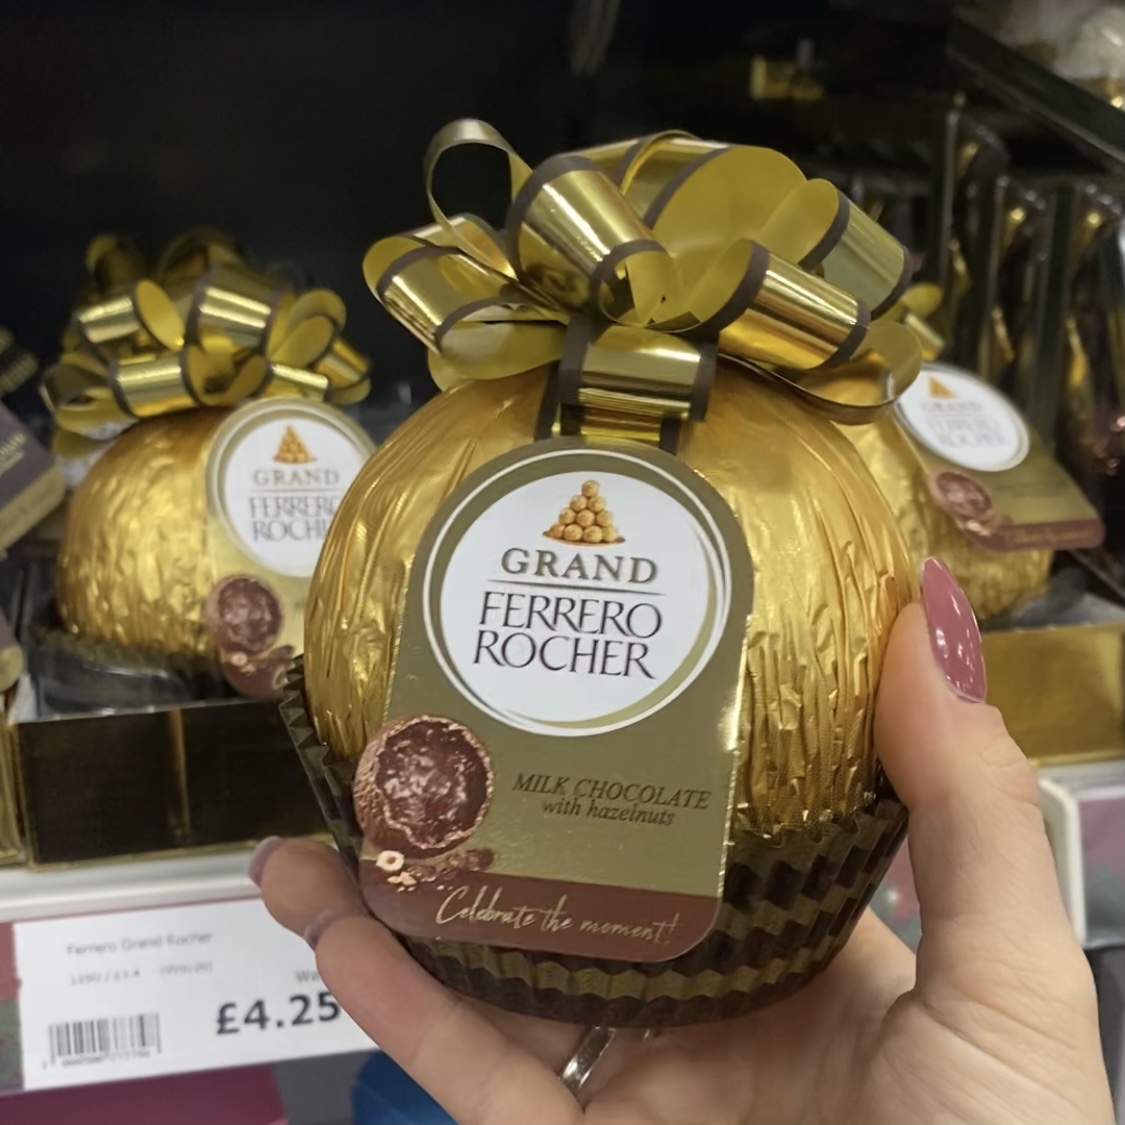 GRAND
FERRERO
ROCHER
MILK CHOCOLATE
with hazelnuts
Celebrate the moment!
GRAND
FERRERO
ROCHER
GRAND
FERRERO
ROCHER
Ferrero Grand Rocher
£4.25